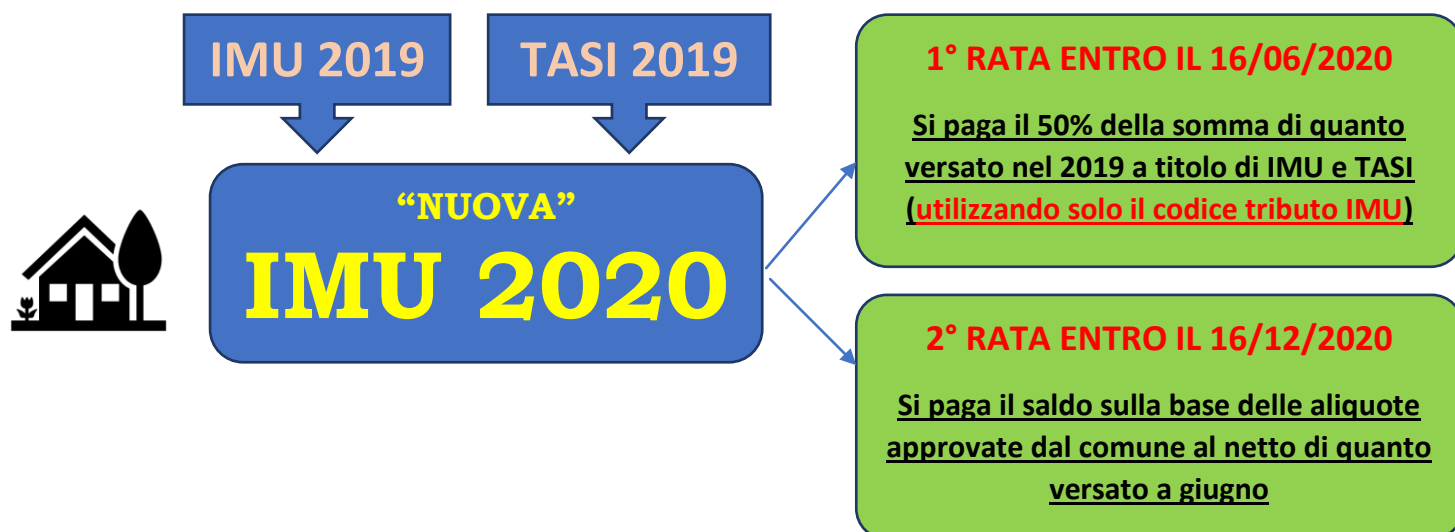 IMU 2019
TASI 2019
“NUOVA”
IMU 2020
1° RATA ENTRO IL 16/06/2020
Si paga il 50% della somma di quanto
versato nel 2019 a titolo di IMU e TASI
(utilizzando solo il codice tributo IMU)
2° RATA ENTRO IL 16/12/2020
Si paga il saldo sulla base delle aliquote
approvate dal comune al netto di quanto
versato a giugno